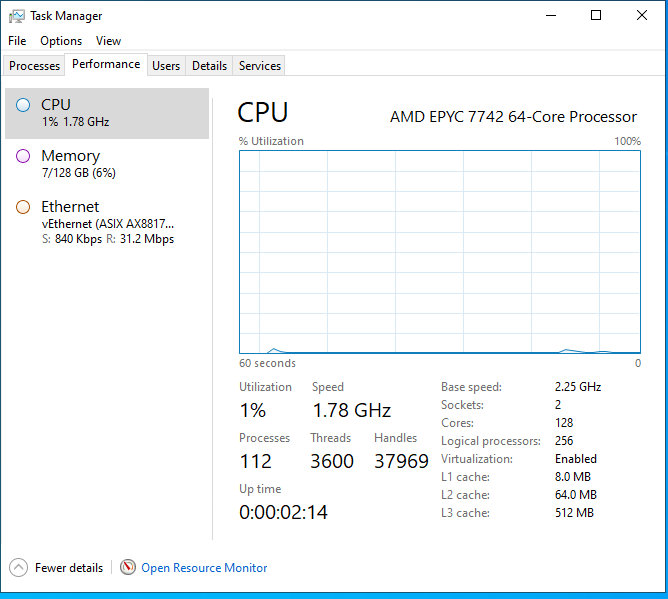 Task Manager
File Options View
Processes Performance Users Details Services
CPU
1% 1.78 GHz
Memory
7/128 GB (6%)
Ethernet
vEthernet (ASIX AX8817...
S: 840 Kbps R: 31.2 Mbps
CPU
AMD EPYC 7742 64-Core Processor
% Utilization 100%
60 seconds 0
Utilization Speed
1% 1.78 GHz
Processes Threads Handles
112 3600 37969
Up time
0:00:02:14
Base speed: 2.25 GHz
Sockets: 2
Cores: 128
Logical processors: 256
Virtualization: Enabled
L1 cache: 8.0 MB
L2 cache: 64.0 MB
L3 cache: 512 MB
Fewer details Open Resource Monitor